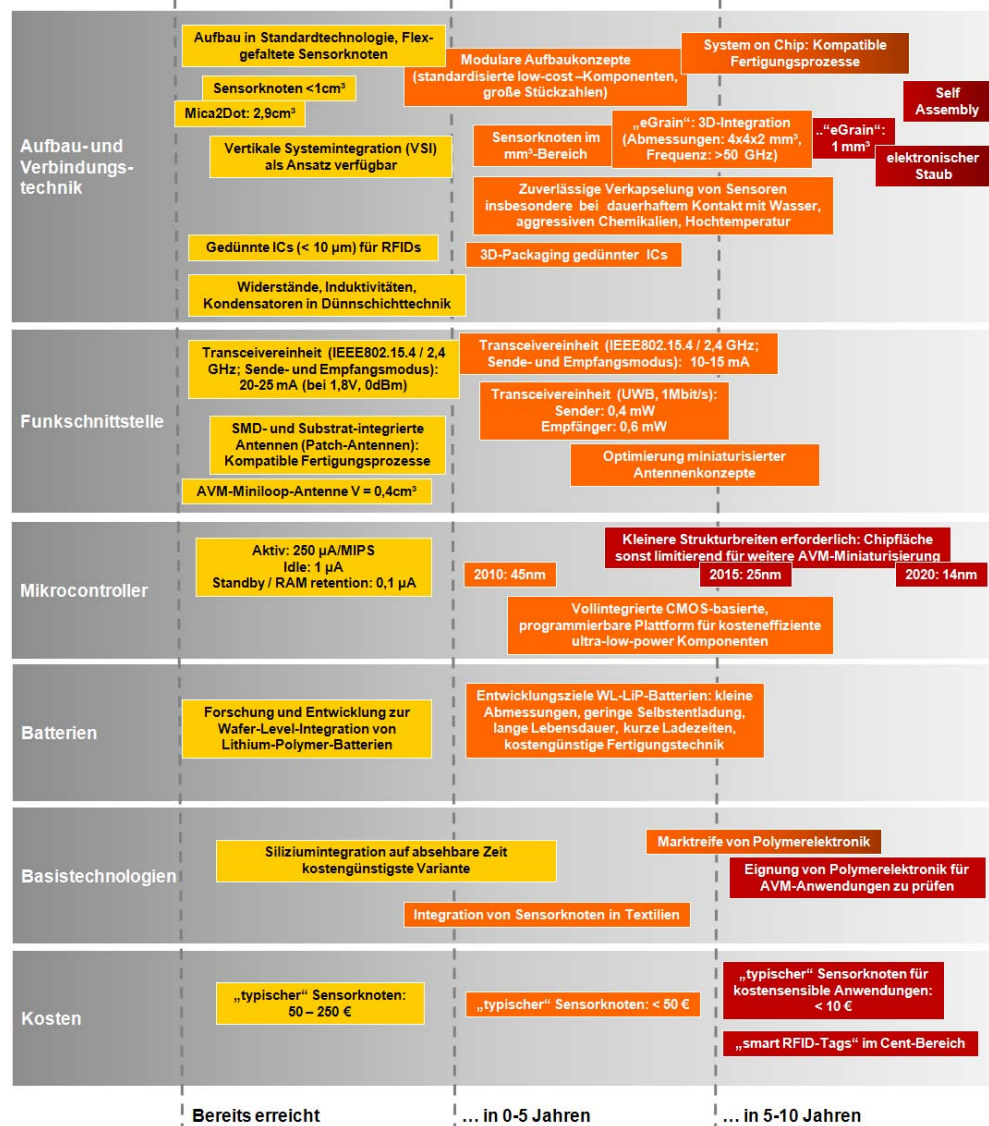 Aufbau- und
Verbindungs-
technik
Aufbau in Standardtechnologie, Flex-
gefaltete Sensorknoten
Sensorknoten <1cm³
Mica2Dot: 2,9cm³
Vertikale Systemintegration (VSI)
als Ansatz verfügbar
Gedünnte ICs (< 10 µm) für RFIDs
Widerstände, Induktivitäten,
Kondensatoren in Dünnschichttechnik
Modulare Aufbaukonzepte
(standardisierte low-cost –Komponenten,
große Stückzahlen)
Sensorknoten im
mm³-Bereich
„eGrain“: 3D-Integration
(Abmessungen: 4x4x2 mm³,
Frequenz: >50 GHz)
Zuverlässige Verkapselung von Sensoren
insbesondere bei dauerhaftem Kontakt mit Wasser,
aggressiven Chemikalien, Hochtemperatur
3D-Packaging gedünnter ICs
System on Chip: Kompatible
Fertigungsprozesse
Self
Assembly
..“eGrain“:
1 mm³
elektronischer
Staub
Funkschnittstelle
Transceivereinheit (IEEE802.15.4 / 2,4
GHz; Sende- und Empfangsmodus):
20-25 mA (bei 1,8V, 0dBm)
SMD- und Substrat-integrierte
Antennen (Patch-Antennen):
Kompatible Fertigungsprozesse
AVM-Miniloop-Antenne V = 0,4cm³
Transceivereinheit (IEEE802.15.4 / 2,4 GHz;
Sende- und Empfangsmodus): 10-15 mA
Transceivereinheit (UWB, 1Mbit/s):
Sender: 0,4 mW
Empfänger: 0,6 mW
Optimierung miniaturisierter
Antennenkonzepte
Mikrocontroller
Aktiv: 250 µA/MIPS
Idle: 1 µA
Standby / RAM retention: 0,1 µA
Kleinere Strukturbreiten erforderlich: Chipfläche
sonst limitierend für weitere AVM-Miniaturisierung
2010: 45nm
2015: 25nm
2020: 14nm
Vollintegrierte CMOS-basierte,
programmierbare Plattform für kosteneffiziente
ultra-low-power Komponenten
Batterien
Forschung und Entwicklung zur
Wafer-Level-Integration von
Lithium-Polymer-Batterien
Entwicklungsziele WL-LiP-Batterien: kleine
Abmessungen, geringe Selbstentladung,
lange Lebensdauer, kurze Ladezeiten,
kostengünstige Fertigungstechnik
Basistechnologien
Siliziumintegration auf absehbare Zeit
kostengünstigste Variante
Integration von Sensorknoten in Textilien
Marktreife von Polymerelektronik
Eignung von Polymerelektronik für
AVM-Anwendungen zu prüfen
Kosten
„typischer“ Sensorknoten:
50 – 250 €
„typischer“ Sensorknoten: < 50 €
„typischer“ Sensorknoten für
kostensensible Anwendungen:
< 10 €
„smart RFID-Tags“ im Cent-Bereich
Bereits erreicht
… in 0-5 Jahren
… in 5-10 Jahren